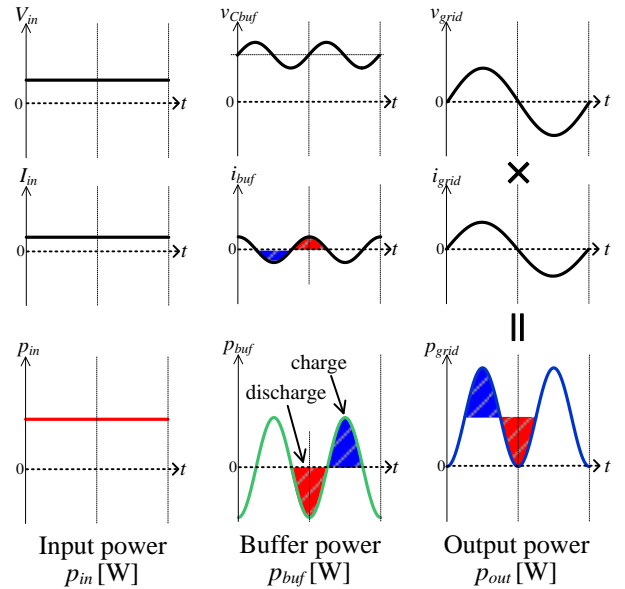 V_in
v_Cbuf
v_grid
0
t
0
t
0
t
×
I_in
i_buf
i_grid
0
t
0
t
0
t
=
p_in
p_buf
p_grid
charge
discharge
0
t
0
t
0
t
Input power
Buffer power
Output power
p_in [W]
p_buf [W]
p_out [W]